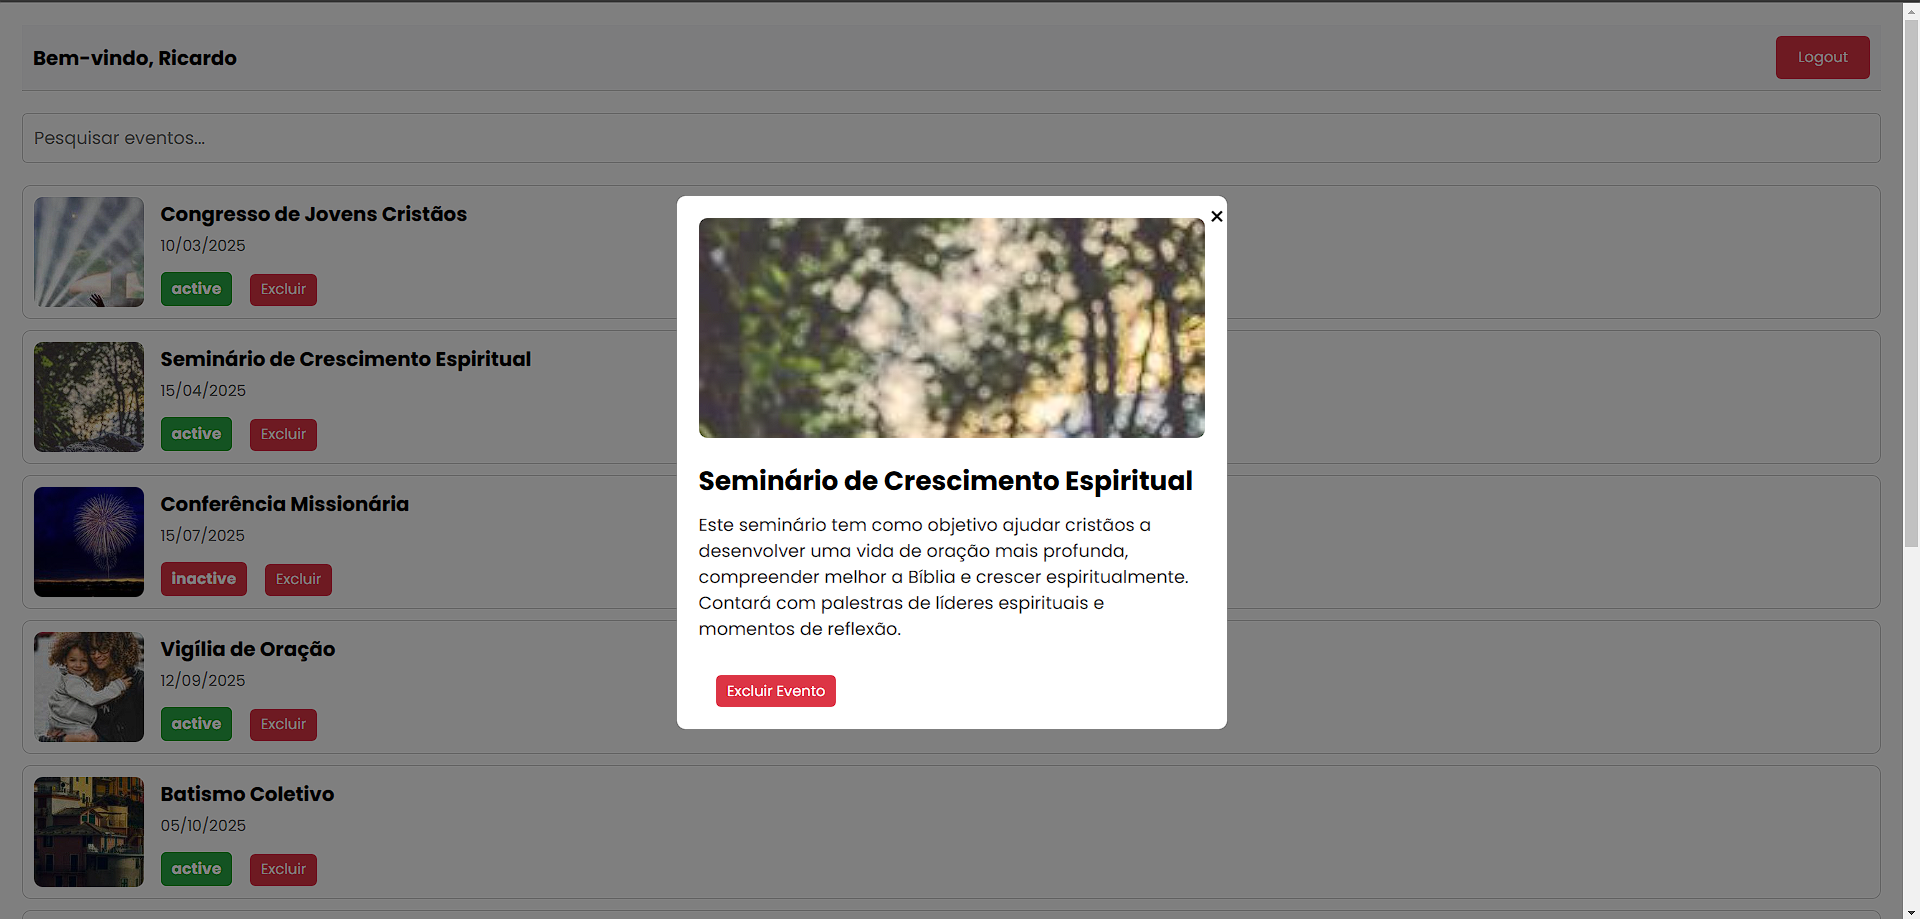 Bem-vindo, Ricardo
Logout
Pesquisar eventos...
Congresso de Jovens Cristãos
10/03/2025
active Excluir
Seminário de Crescimento Espiritual
15/04/2025
active Excluir
Conferência Missionária
15/07/2025
inactive Excluir
Vigília de Oração
12/09/2025
active Excluir
Batismo Coletivo
05/10/2025
active Excluir
×
Seminário de Crescimento Espiritual
Este seminário tem como objetivo ajudar cristãos a
desenvolver uma vida de oração mais profunda,
compreender melhor a Bíblia e crescer espiritualmente.
Contará com palestras de líderes espirituais e
momentos de reflexão.
Excluir Evento